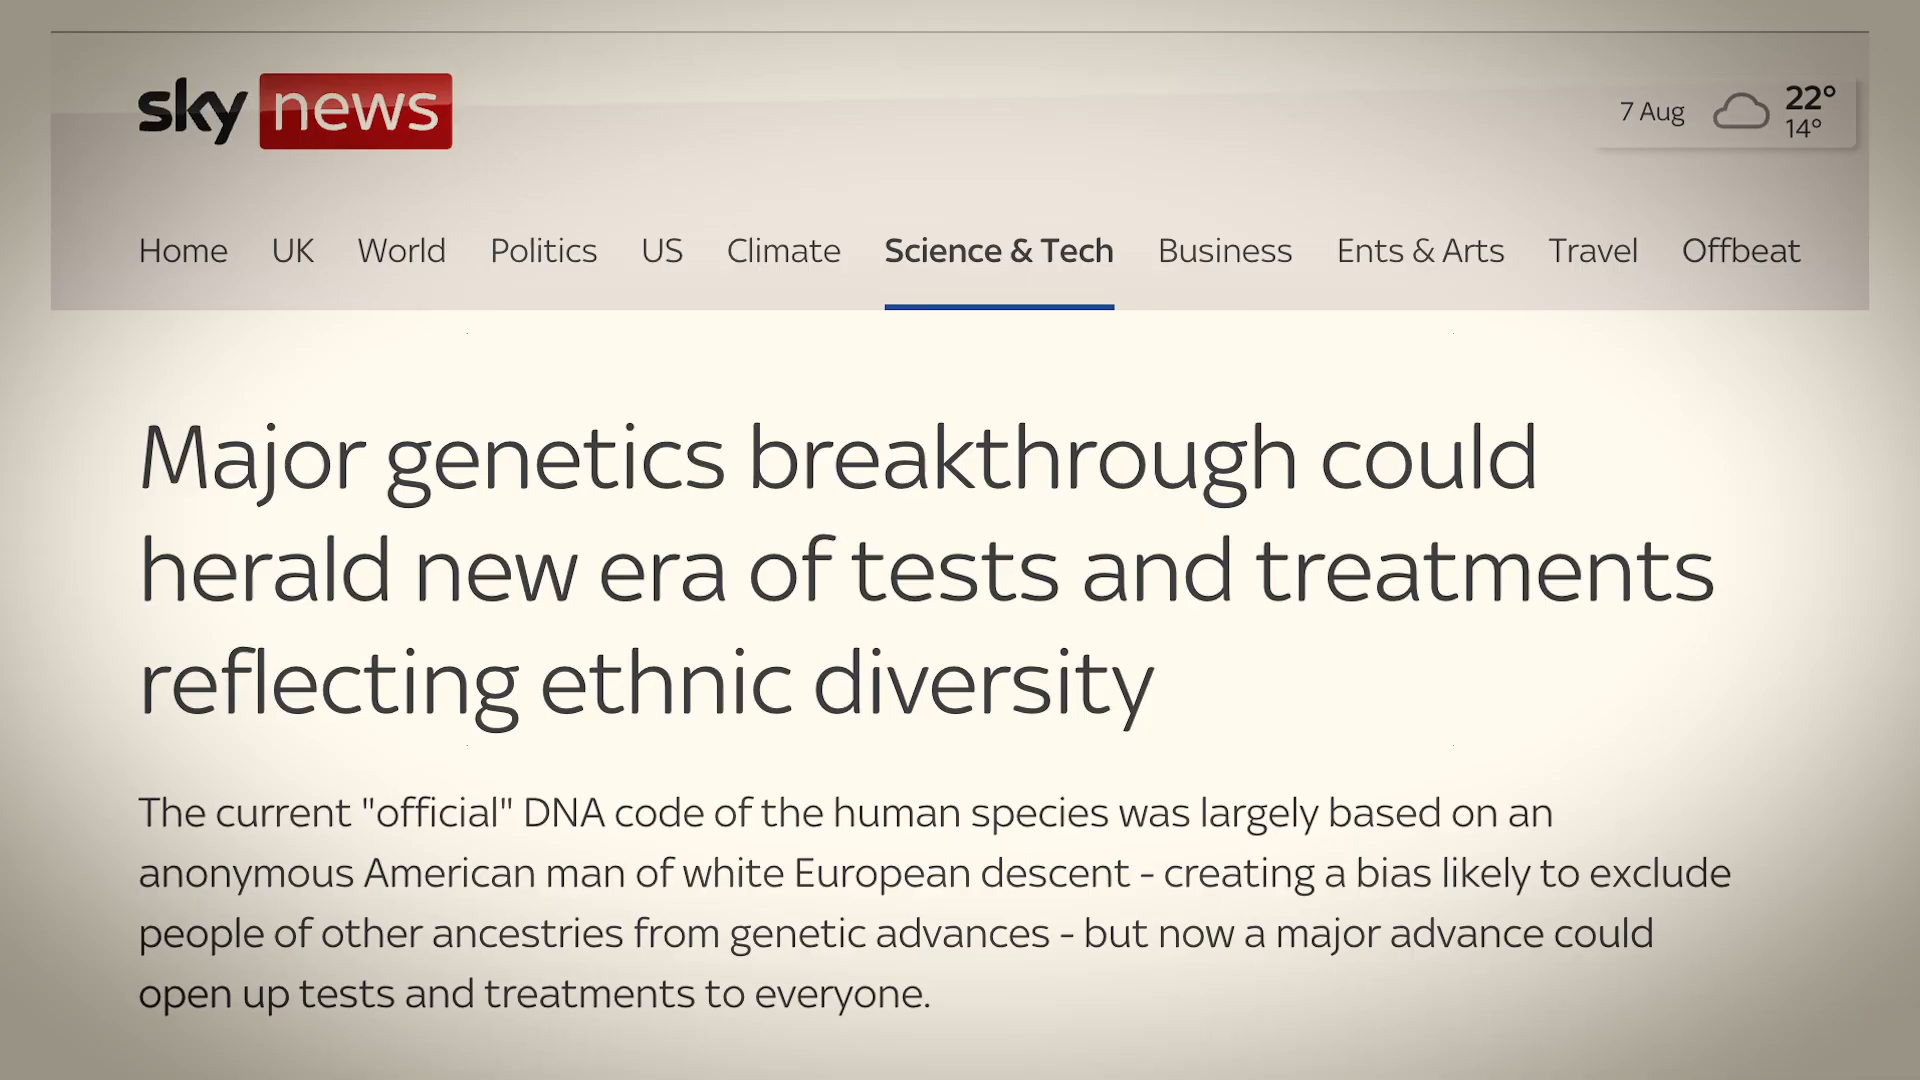 sky news
7 Aug
22°
14°
Home UK World Politics US Climate Science & Tech Business Ents & Arts Travel Offbeat
Major genetics breakthrough could
herald new era of tests and treatments
reflecting ethnic diversity
The current "official" DNA code of the human species was largely based on an
anonymous American man of white European descent - creating a bias likely to exclude
people of other ancestries from genetic advances - but now a major advance could
open up tests and treatments to everyone.